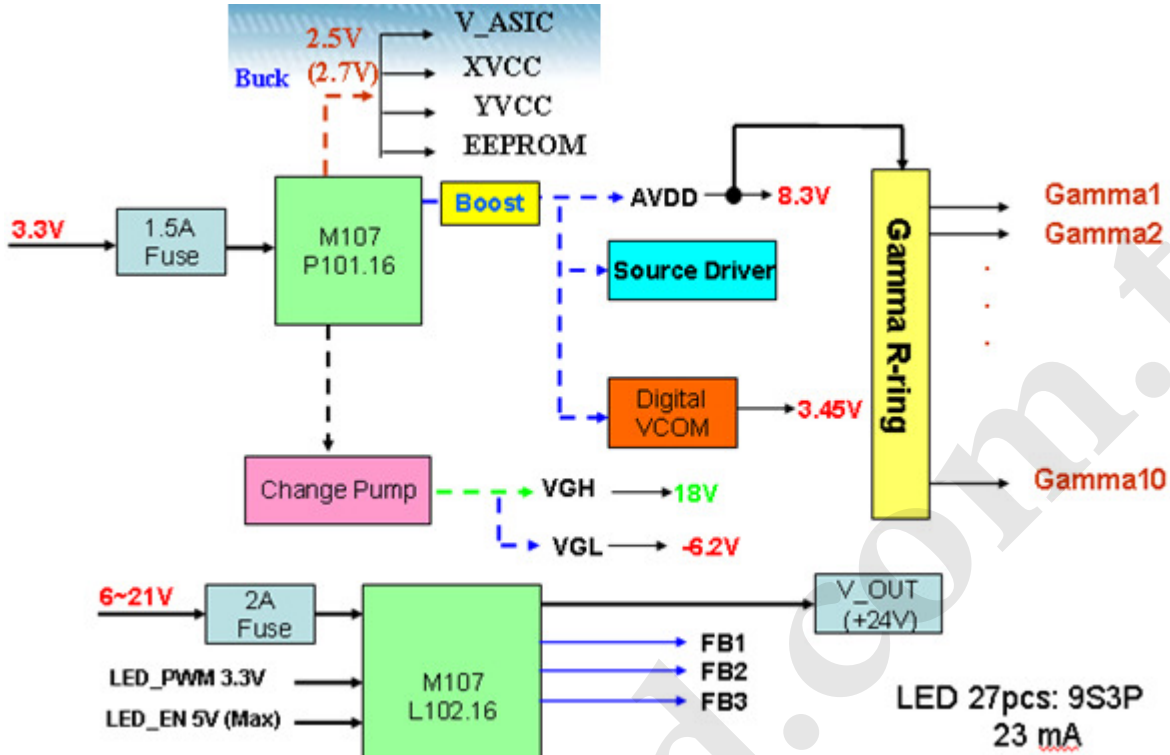 V_ASIC
2.5V
Buck (2.7V)
XVCC
YVCC
EEPROM
3.3V
1.5A
Fuse
M107
P101.16
Boost
AVDD
8.3V
Source Driver
Digital
VCOM
3.45V
Gamma R-ring
Gamma1
Gamma2
Gamma10
Change Pump
VGH
18V
VGL
-6.2V
6~21V
2A
Fuse
LED_PWM 3.3V
LED_EN 5V (Max)
M107
L102.16
V_OUT
(+24V)
FB1
FB2
FB3
LED 27pcs: 9S3P
23 mA